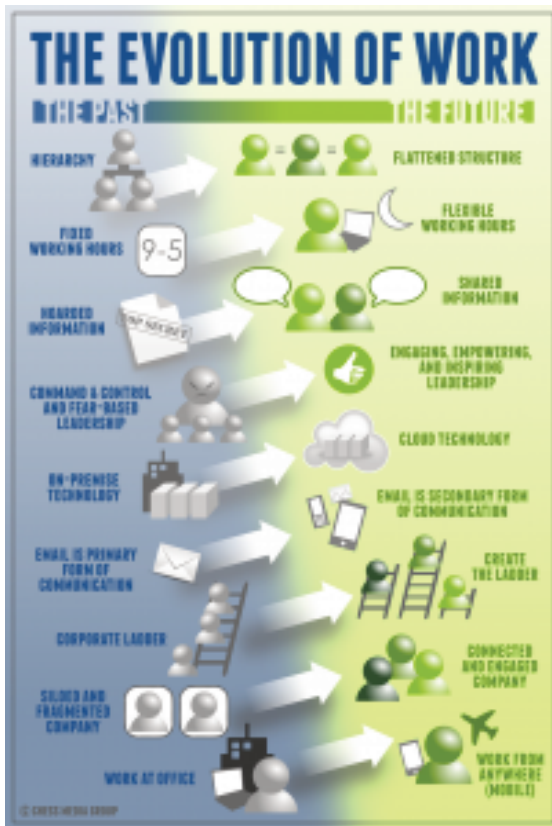 THE EVOLUTION OF WORK
THE PAST
THE FUTURE
HIERARCHY
FLATTENED STRUCTURE
FIXED
WORKING HOURS
9-5
FLEXIBLE
WORKING HOURS
HOARDED
INFORMATION
TOP SECRET
SHARED
INFORMATION
COMMAND & CONTROL
AND FEAR-BASED
LEADERSHIP
ENGAGING, EMPOWERING,
AND INSPIRING
LEADERSHIP
ON-PREMISE
TECHNOLOGY
CLOUD TECHNOLOGY
EMAIL IS PRIMARY
FORM OF
COMMUNICATION
EMAIL IS SECONDARY FORM
OF COMMUNICATION
CORPORATE LADDER
CREATE
THE LADDER
SILOED AND
FRAGMENTED
COMPANY
CONNECTED
AND ENGAGED
COMPANY
WORK AT OFFICE
WORK FROM
ANYWHERE
(MOBILE)
© CHESS MEDIA GROUP